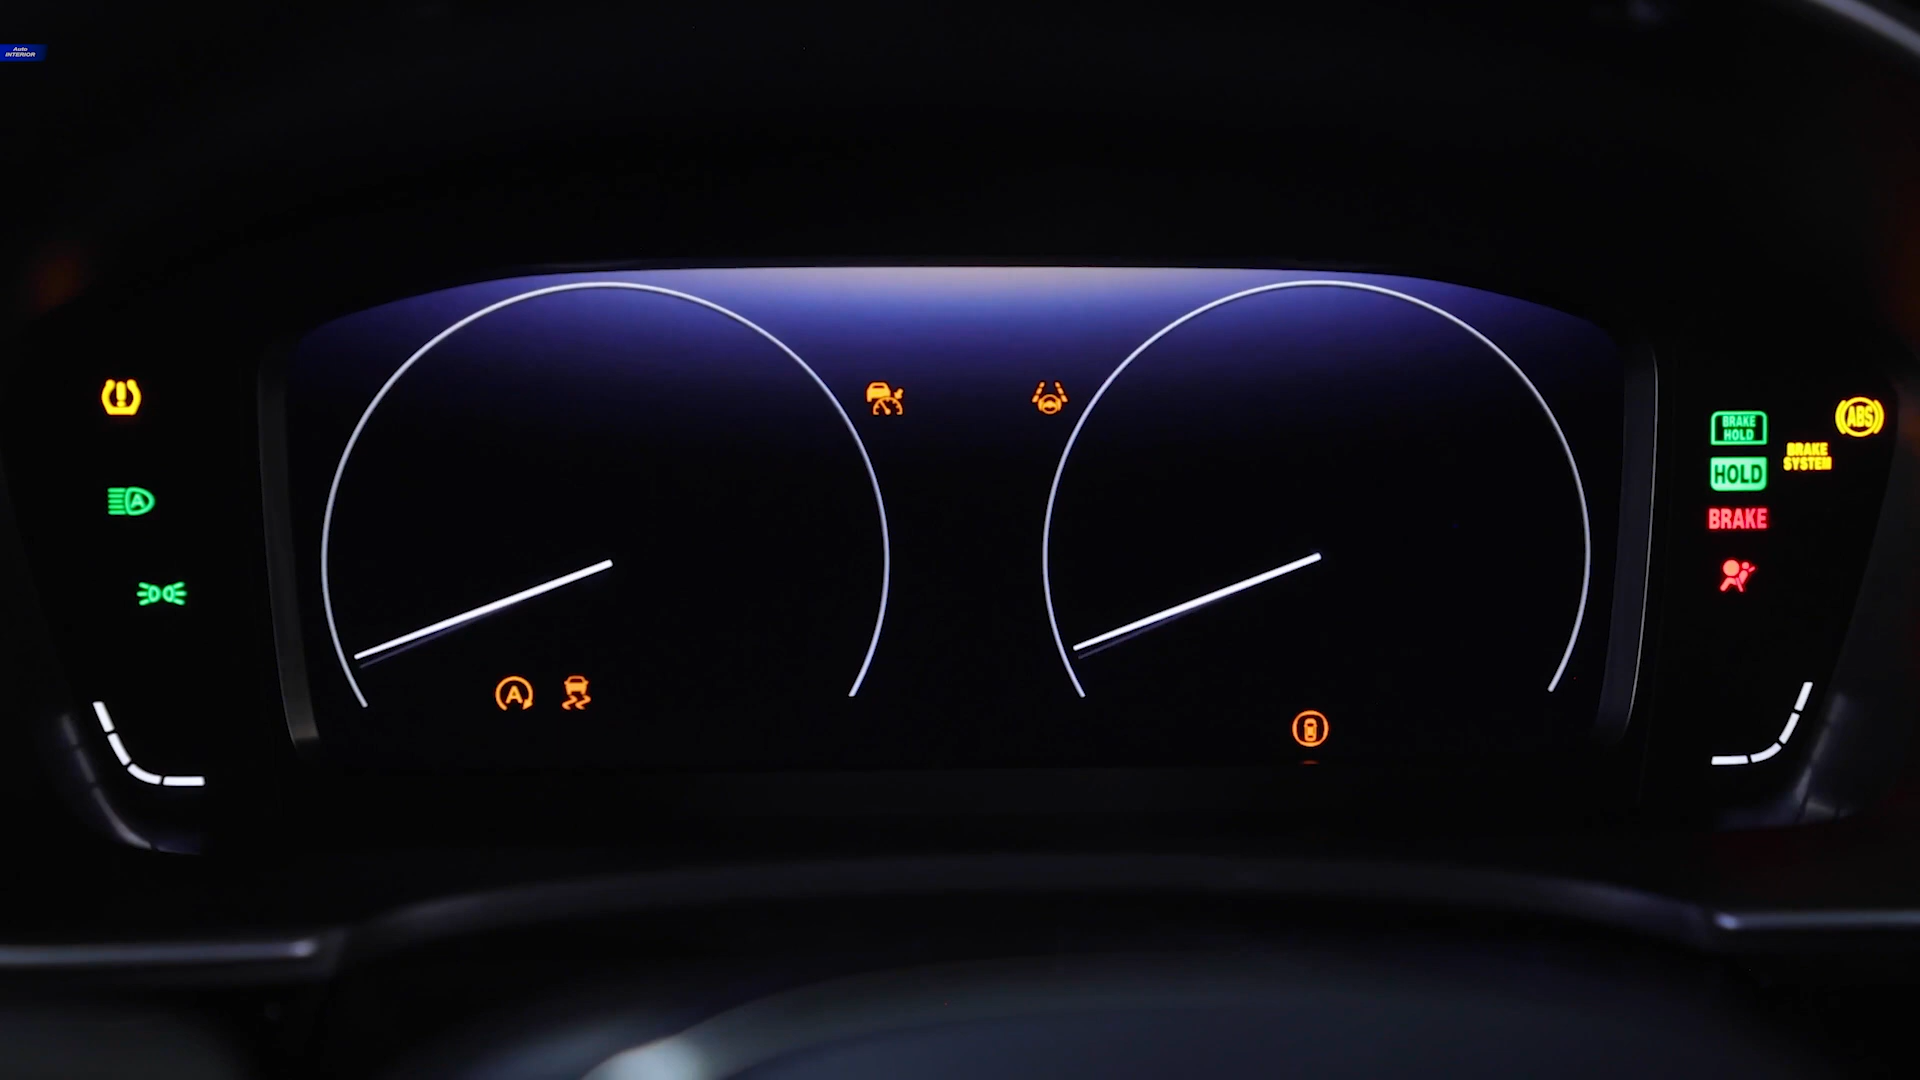 Auto
INTERIOR
A
A
BRAKE
HOLD
HOLD
BRAKE
BRAKE
SYSTEM
ABS